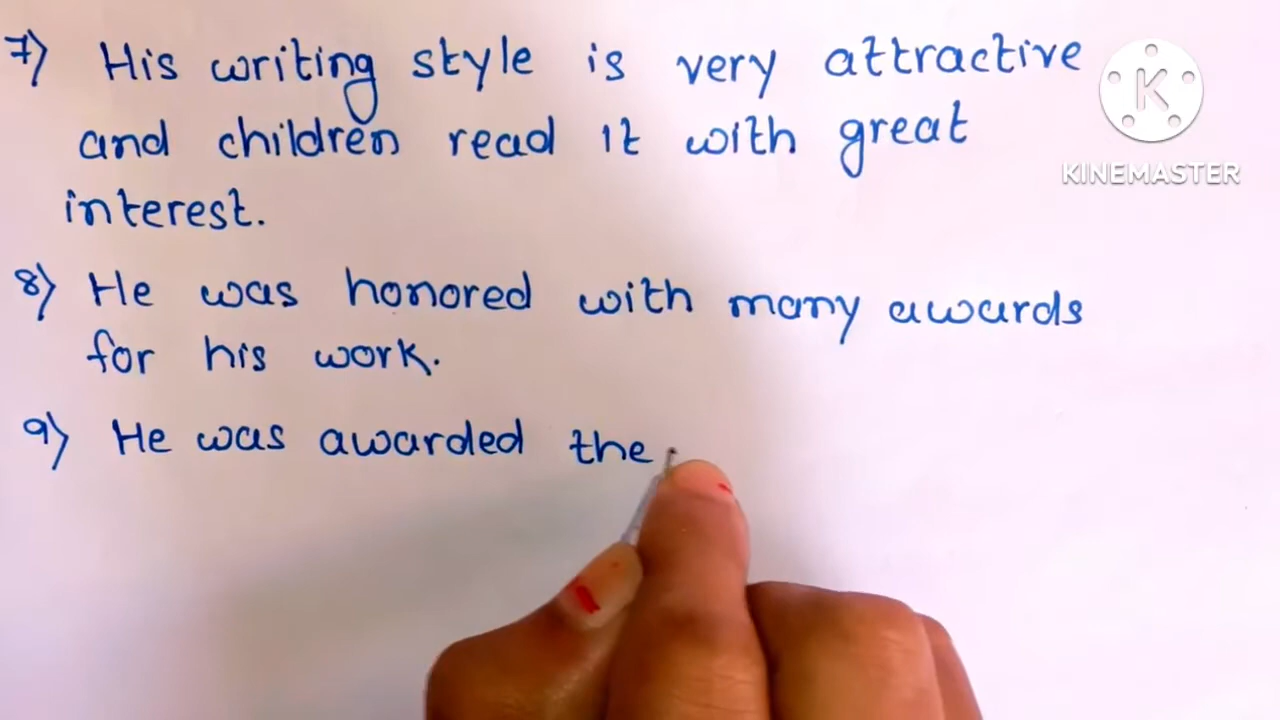 7) His writing style is very attractive
and children read it with great
interest.
8) He was honored with many awards
for his work.
9) He was awarded the
K
KINEMASTER